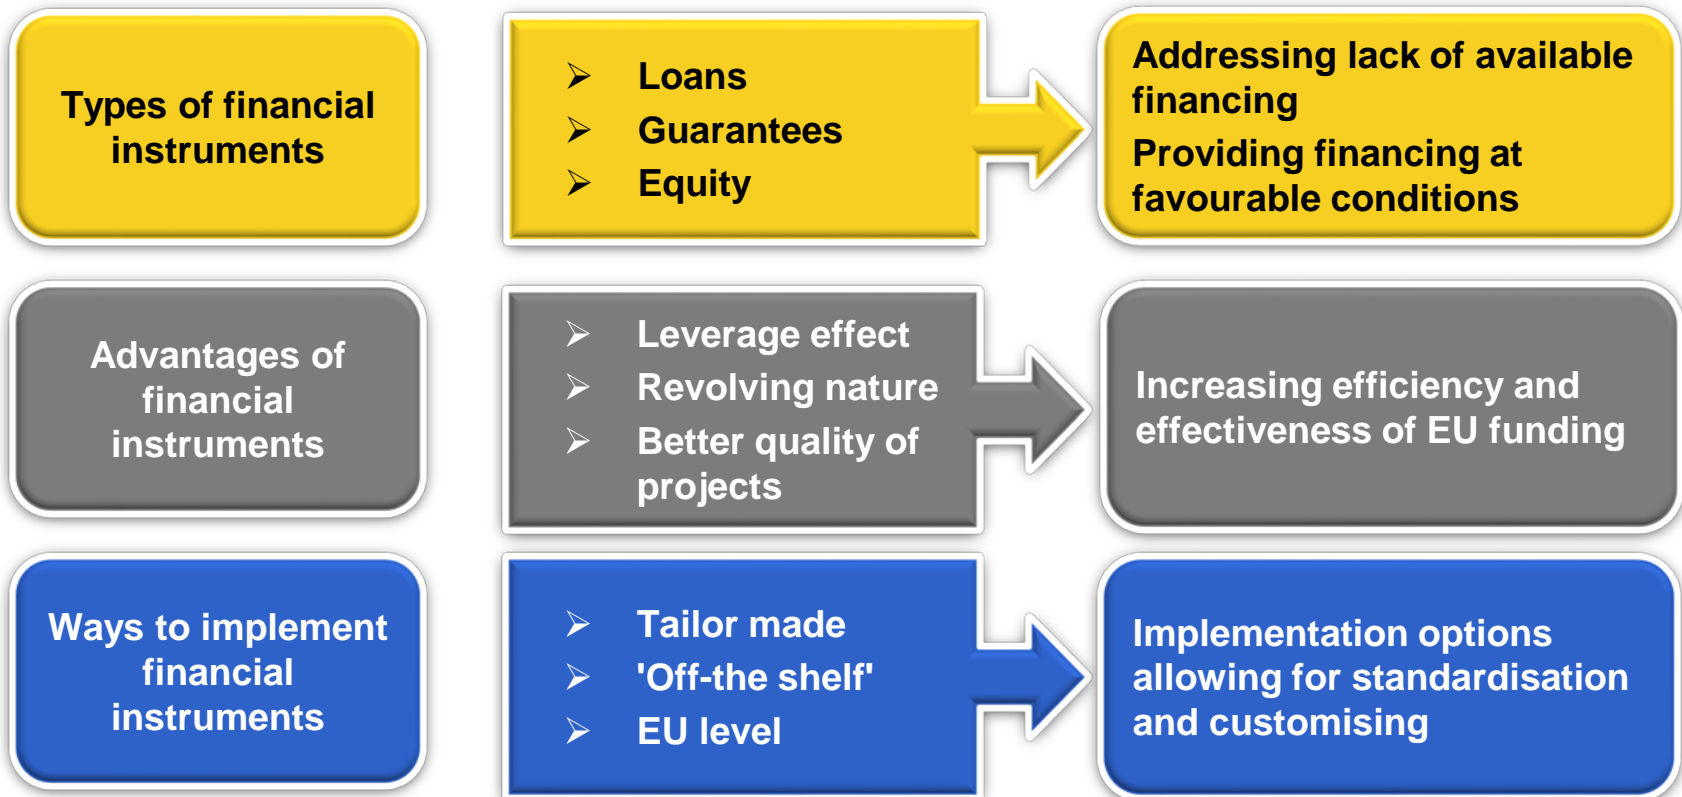 Types of financial
instruments
➢ Loans
➢ Guarantees
➢ Equity
Addressing lack of available
financing
Providing financing at
favourable conditions
Advantages of
financial
instruments
➢ Leverage effect
➢ Revolving nature
➢ Better quality of
projects
Increasing efficiency and
effectiveness of EU funding
Ways to implement
financial
instruments
➢ Tailor made
➢ 'Off-the shelf'
➢ EU level
Implementation options
allowing for standardisation
and customising